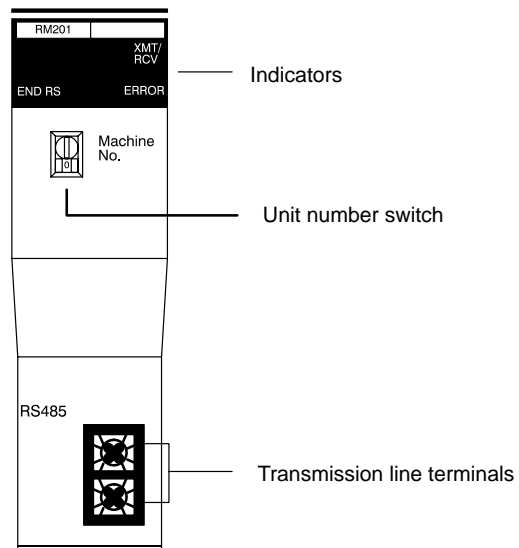 RM201
XMT/
RCV
Indicators
END RS
ERROR
Machine
No.
0
Unit number switch
RS485
Transmission line terminals